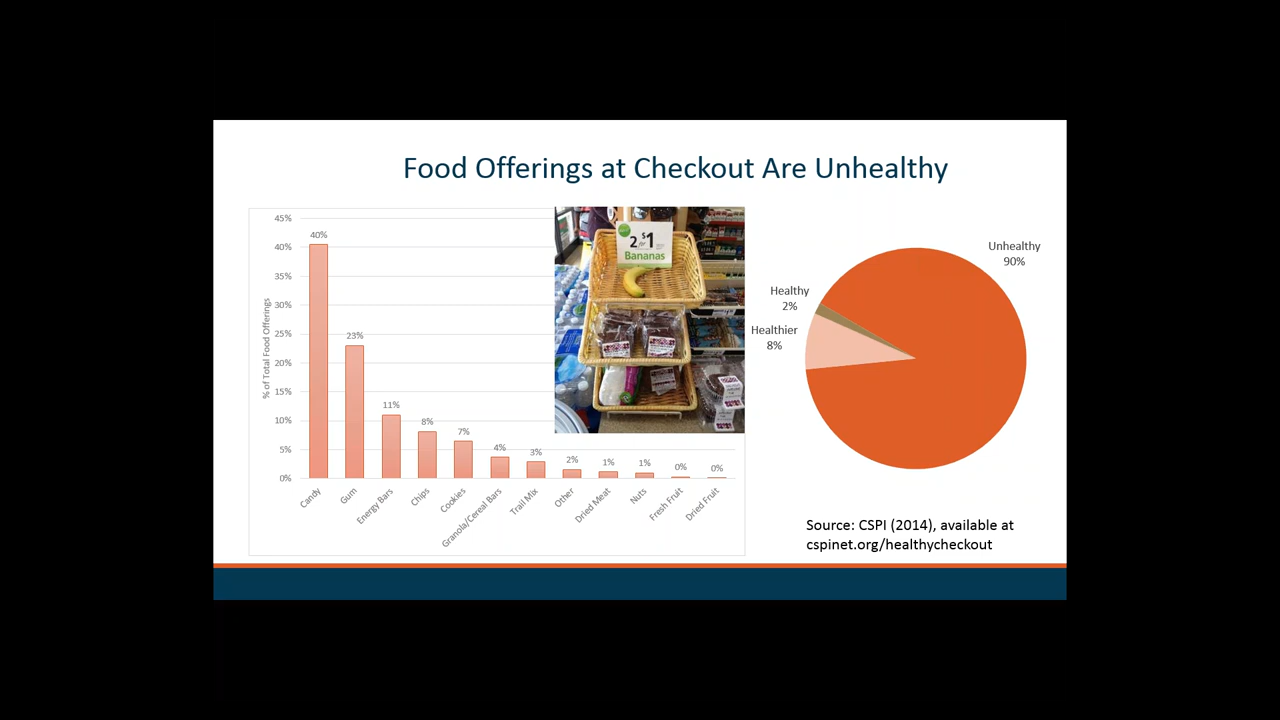 Food Offerings at Checkout Are Unhealthy
% of Total Food Offerings
45%
40%
35%
30%
25%
20%
15%
10%
5%
0%
40%
23%
11%
8%
7%
4%
3%
2%
1%
1%
0%
0%
Candy
Gum
Energy Bars
Chips
Cookies
Granola/Cereal Bars
Trail Mix
Other
Dried Meat
Nuts
Fresh Fruit
Dried Fruit
2 for $1
Bananas
Unhealthy
90%
Healthy
2%
Healthier
8%
Source: CSPI (2014), available at
cspinet.org/healthycheckout